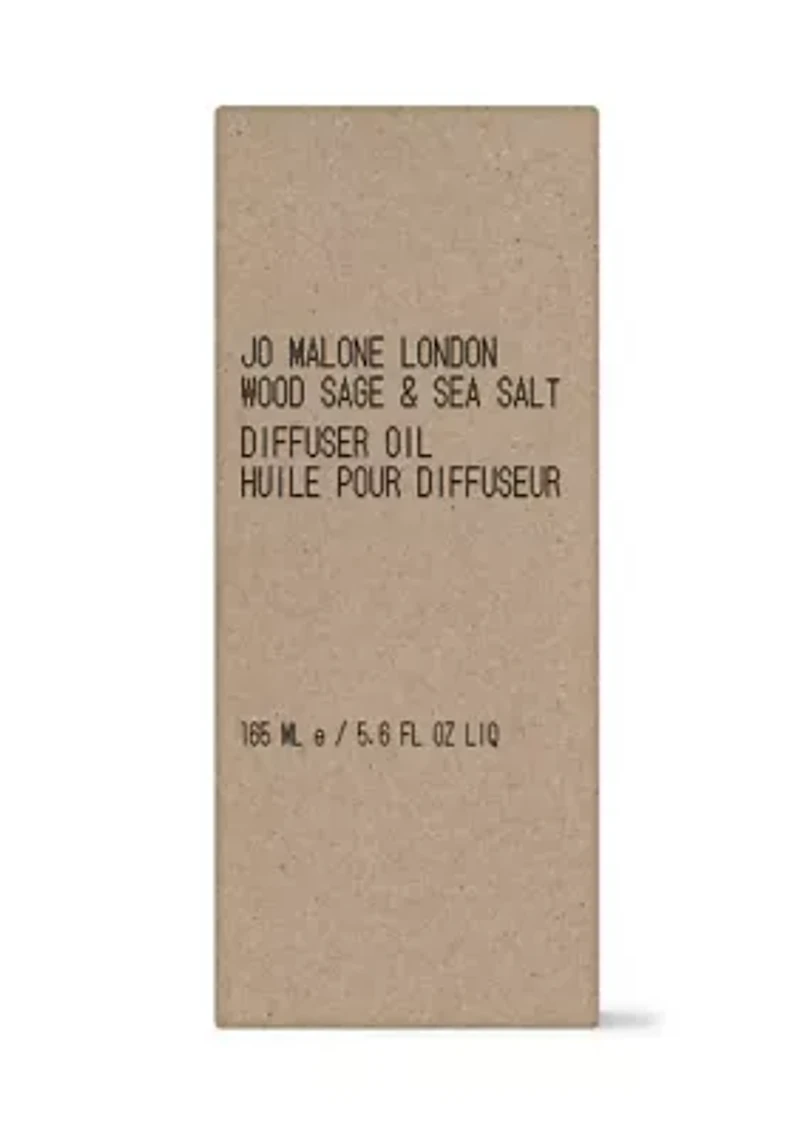 JO MALONE LONDON
WOOD SAGE & SEA SALT
DIFFUSER OIL
HUILE POUR DIFFUSEUR
165 ML e / 5.6 FL OZ LIQ